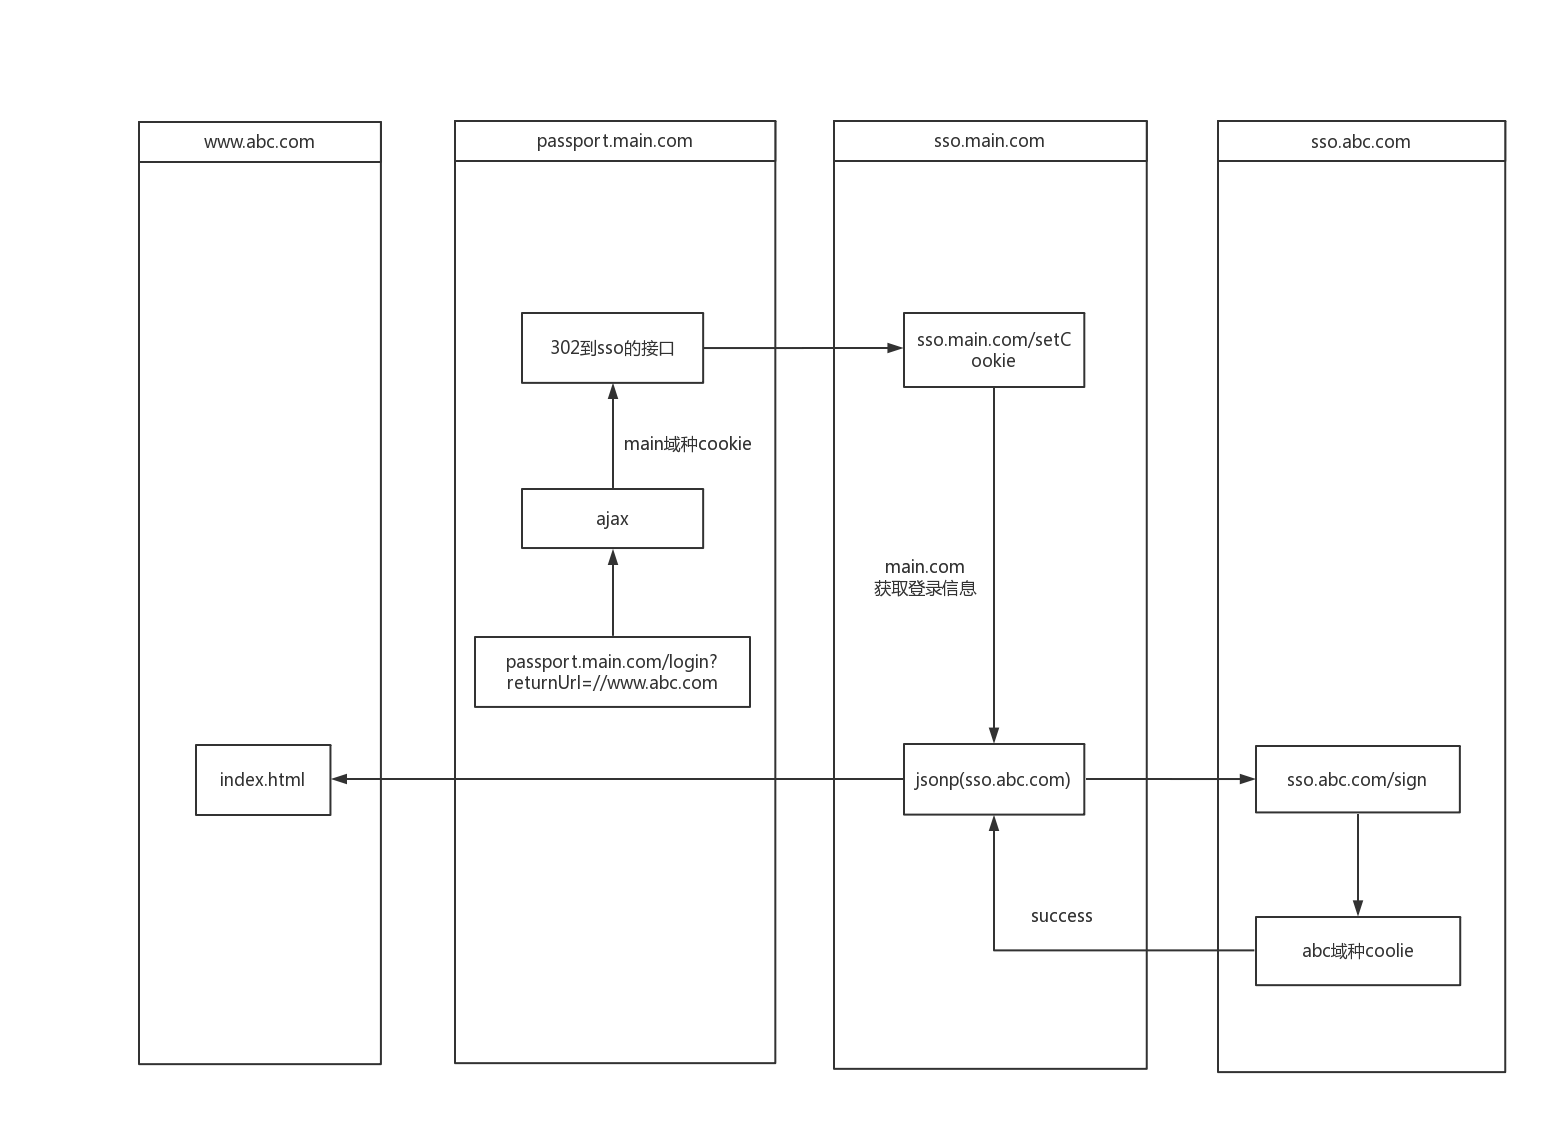 www.abc.com
passport.main.com
sso.main.com
sso.abc.com
302到sso的接口
sso.main.com/setC
ookie
main域种cookie
ajax
main.com
获取登录信息
passport.main.com/login?
returnUrl=//www.abc.com
index.html
jsonp(sso.abc.com)
sso.abc.com/sign
success
abc域种coolie